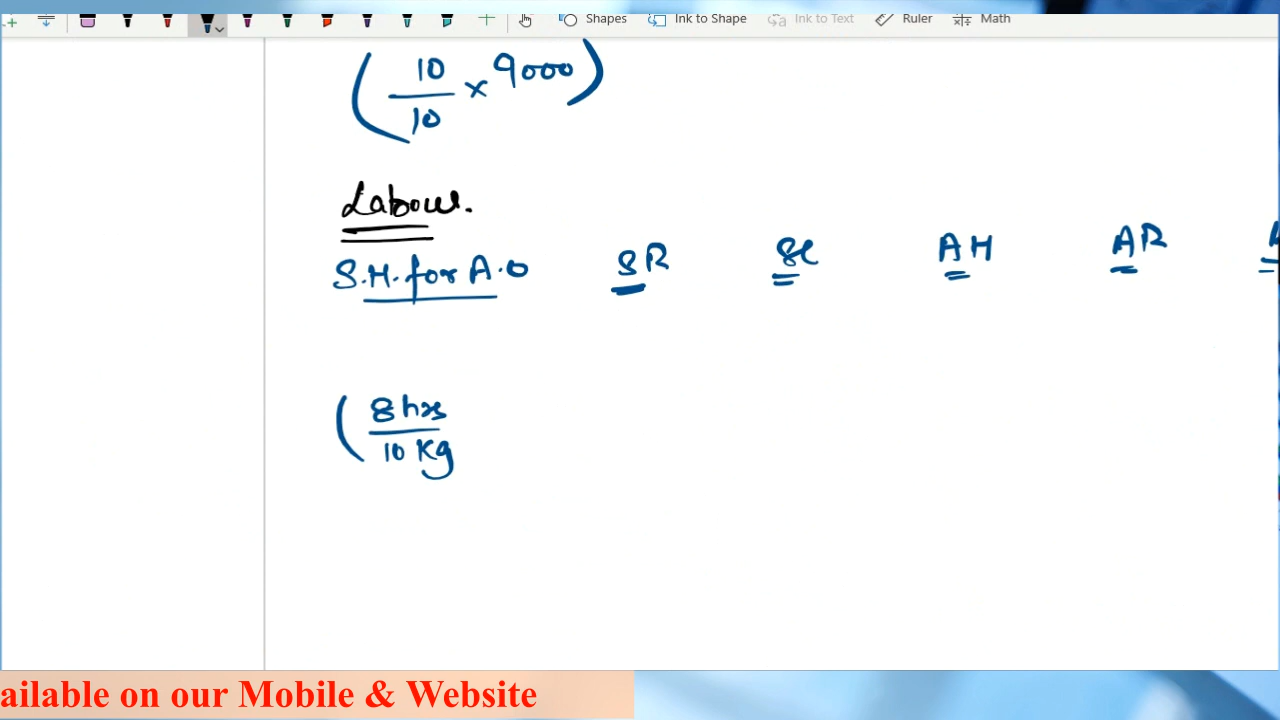 Shapes Ink to Shape Ink to Text Ruler Math
( 10/10 × 9000 )
Labour.
S.H. for A.O SR SC AH AR
( 8 hrs / 10 Kg
ailable on our Mobile & Website